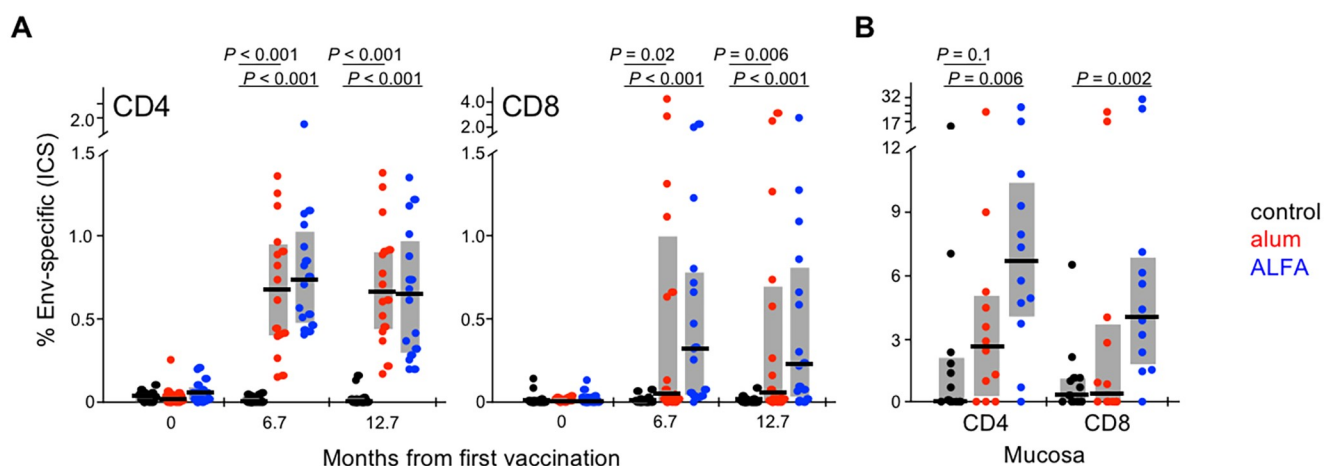 A
B
P < 0.001
P < 0.001
P = 0.02
P = 0.006
P = 0.1
P < 0.001
P < 0.001
P < 0.001
P < 0.001
P = 0.006
P = 0.002
CD4
CD8
2.0
4.0
2.0
32
17
1.5
1.5
12
1.0
1.0
9
6
0.5
0.5
3
0
0
0
% Env-specific (ICS)
control
alum
ALFA
0
6.7
12.7
0
6.7
12.7
CD4
CD8
Months from first vaccination
Mucosa